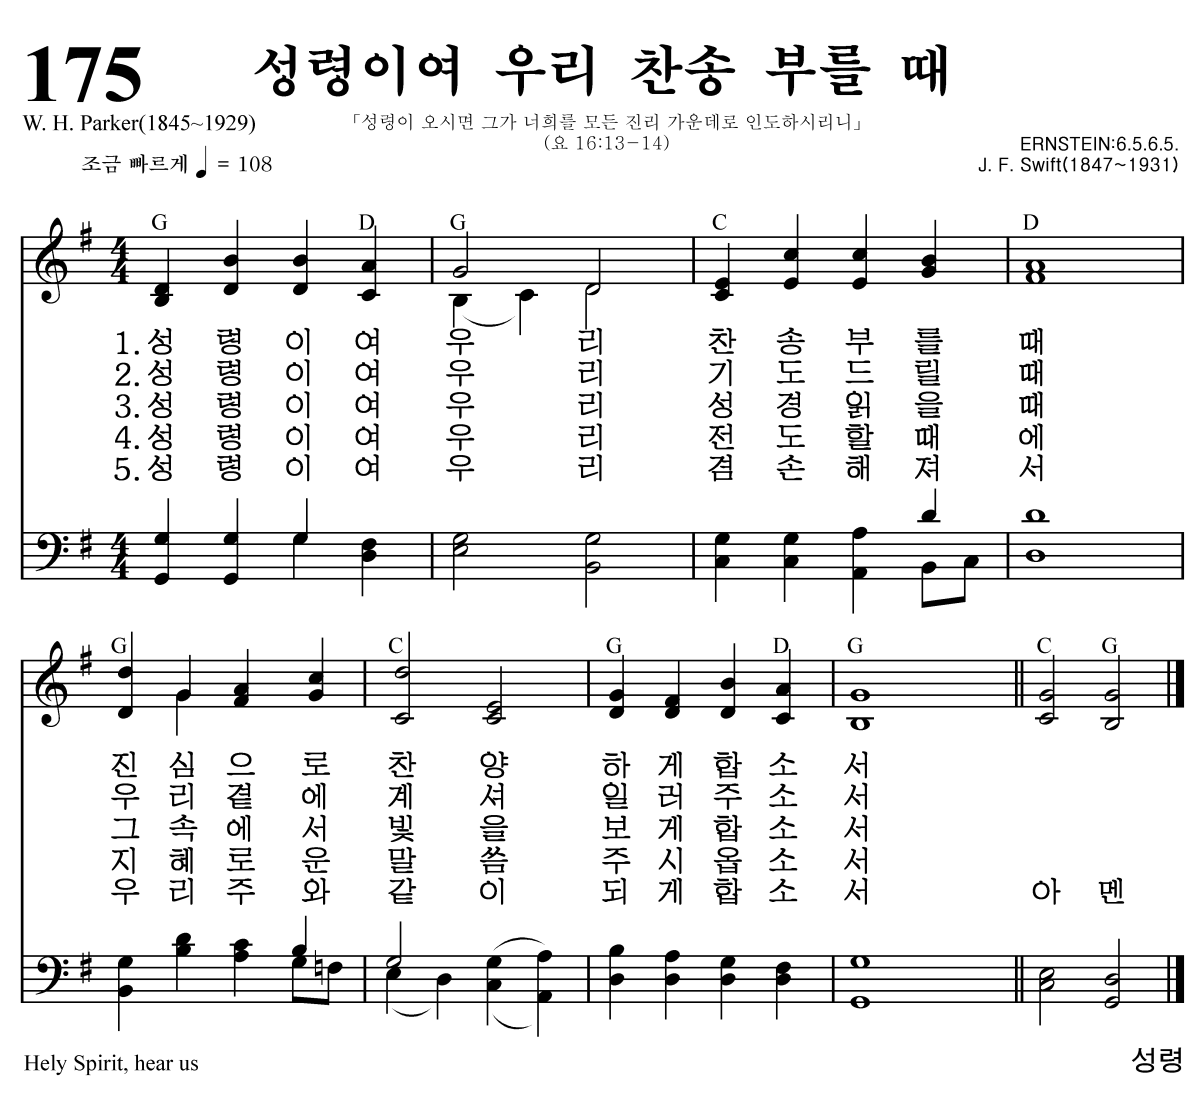 175 성령이여 우리 찬송 부를 때
W. H. Parker(1845~1929)
「성령이 오시면 그가 너희를 모든 진리 가운데로 인도하시리니」
(요 16:13-14)
ERNSTEIN:6.5.6.5.
조금 빠르게 ♩ = 108
J. F. Swift(1847~1931)
G D G C D
4 4
1. 성 령 이 여 우 리 찬 송 부 를 때
2. 성 령 이 여 우 리 기 도 드 릴 때
3. 성 령 이 여 우 리 성 경 읽 을 때
4. 성 령 이 여 우 리 전 도 할 때 에
5. 성 령 이 여 우 리 겸 손 해 져 서
4 4
G C G D G C G
진 심 으 로 찬 양 하 게 합 소 서
우 리 곁 에 계 셔 일 러 주 소 서
그 속 에 서 빛 을 보 게 합 소 서
지 혜 로 운 말 씀 주 시 옵 소 서
우 리 주 와 같 이 되 게 합 소 서 아 멘
Hely Spirit, hear us
성령